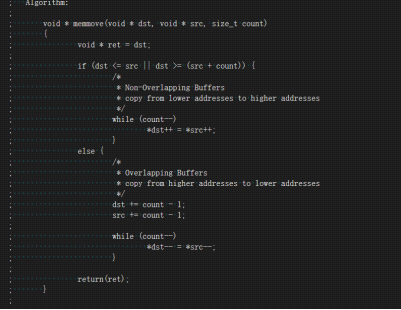 ; Algorithm:
;
; void * memmove(void * dst, void * src, size_t count)
; {
; void * ret = dst;
;
; if (dst <= src || dst >= (src + count)) {
; /*
; * Non-Overlapping Buffers
; * copy from lower addresses to higher addresses
; */
; while (count--)
; *dst++ = *src++;
; }
; else {
; /*
; * Overlapping Buffers
; * copy from higher addresses to lower addresses
; */
; dst += count - 1;
; src += count - 1;
;
; while (count--)
; *dst-- = *src--;
; }
;
; return(ret);
; }
;